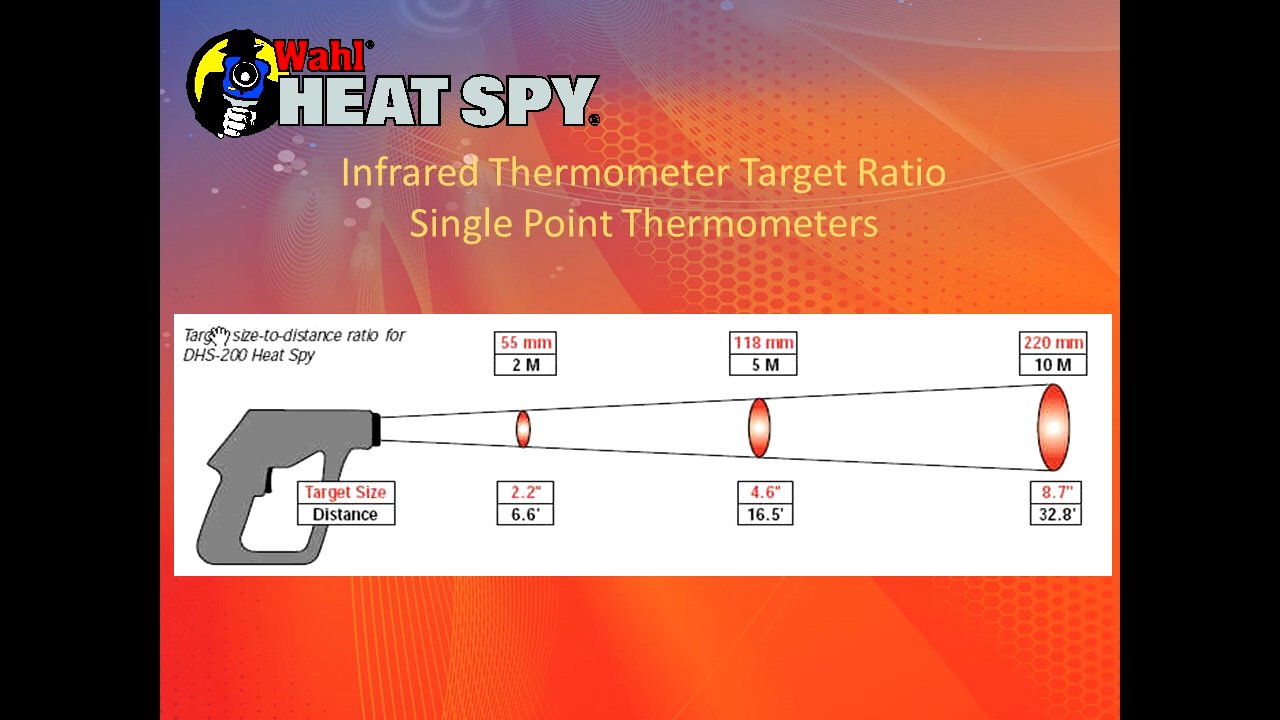 Wahl®
HEAT SPY®
Infrared Thermometer Target Ratio
Single Point Thermometers
size-to-distance ratio for
DHS-200 Heat Spy
55 mm
2 M
118 mm
5 M
220 mm
10 M
Target Size
Distance
2.2"
6.6'
4.6"
16.5'
8.7"
32.8'